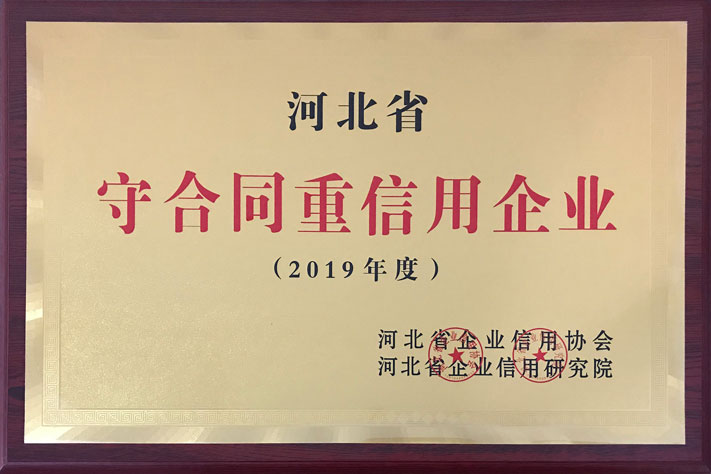 河北省
守合同重信用企业
（2019年度）
河北省企业信用协会
河北省企业信用研究院